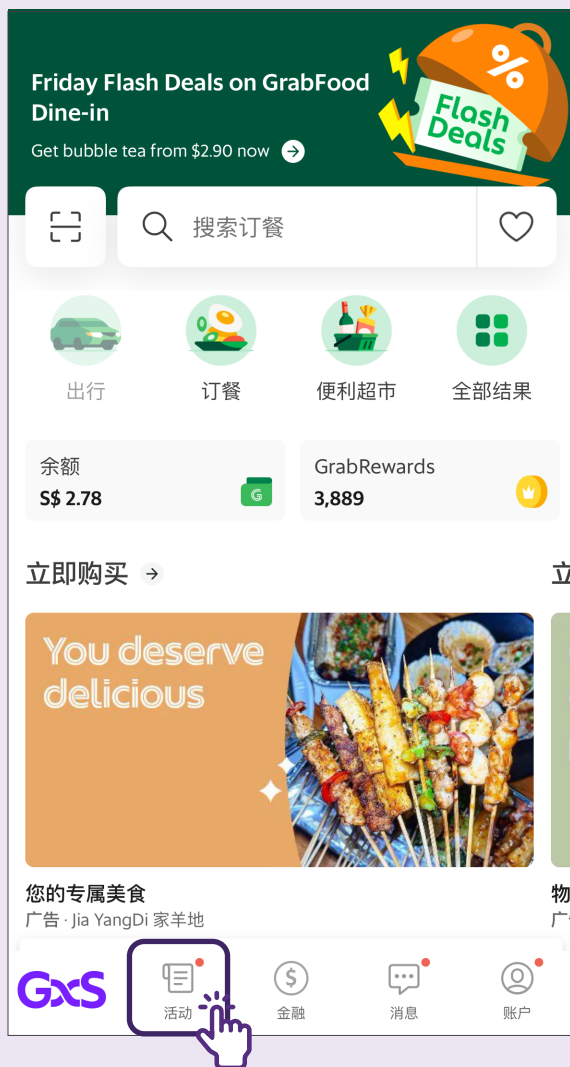 Friday Flash Deals on GrabFood
Dine-in
Get bubble tea from $2.90 now
%
Flash
Deals
搜索订餐
出行
订餐
便利超市
全部结果
余额
S$ 2.78
G
GrabRewards
3,889
立即购买
立
You deserve
delicious
您的专属美食
广告 · Jia YangDi 家羊地
物
广
GXS
活动
$
金融
消息
账户